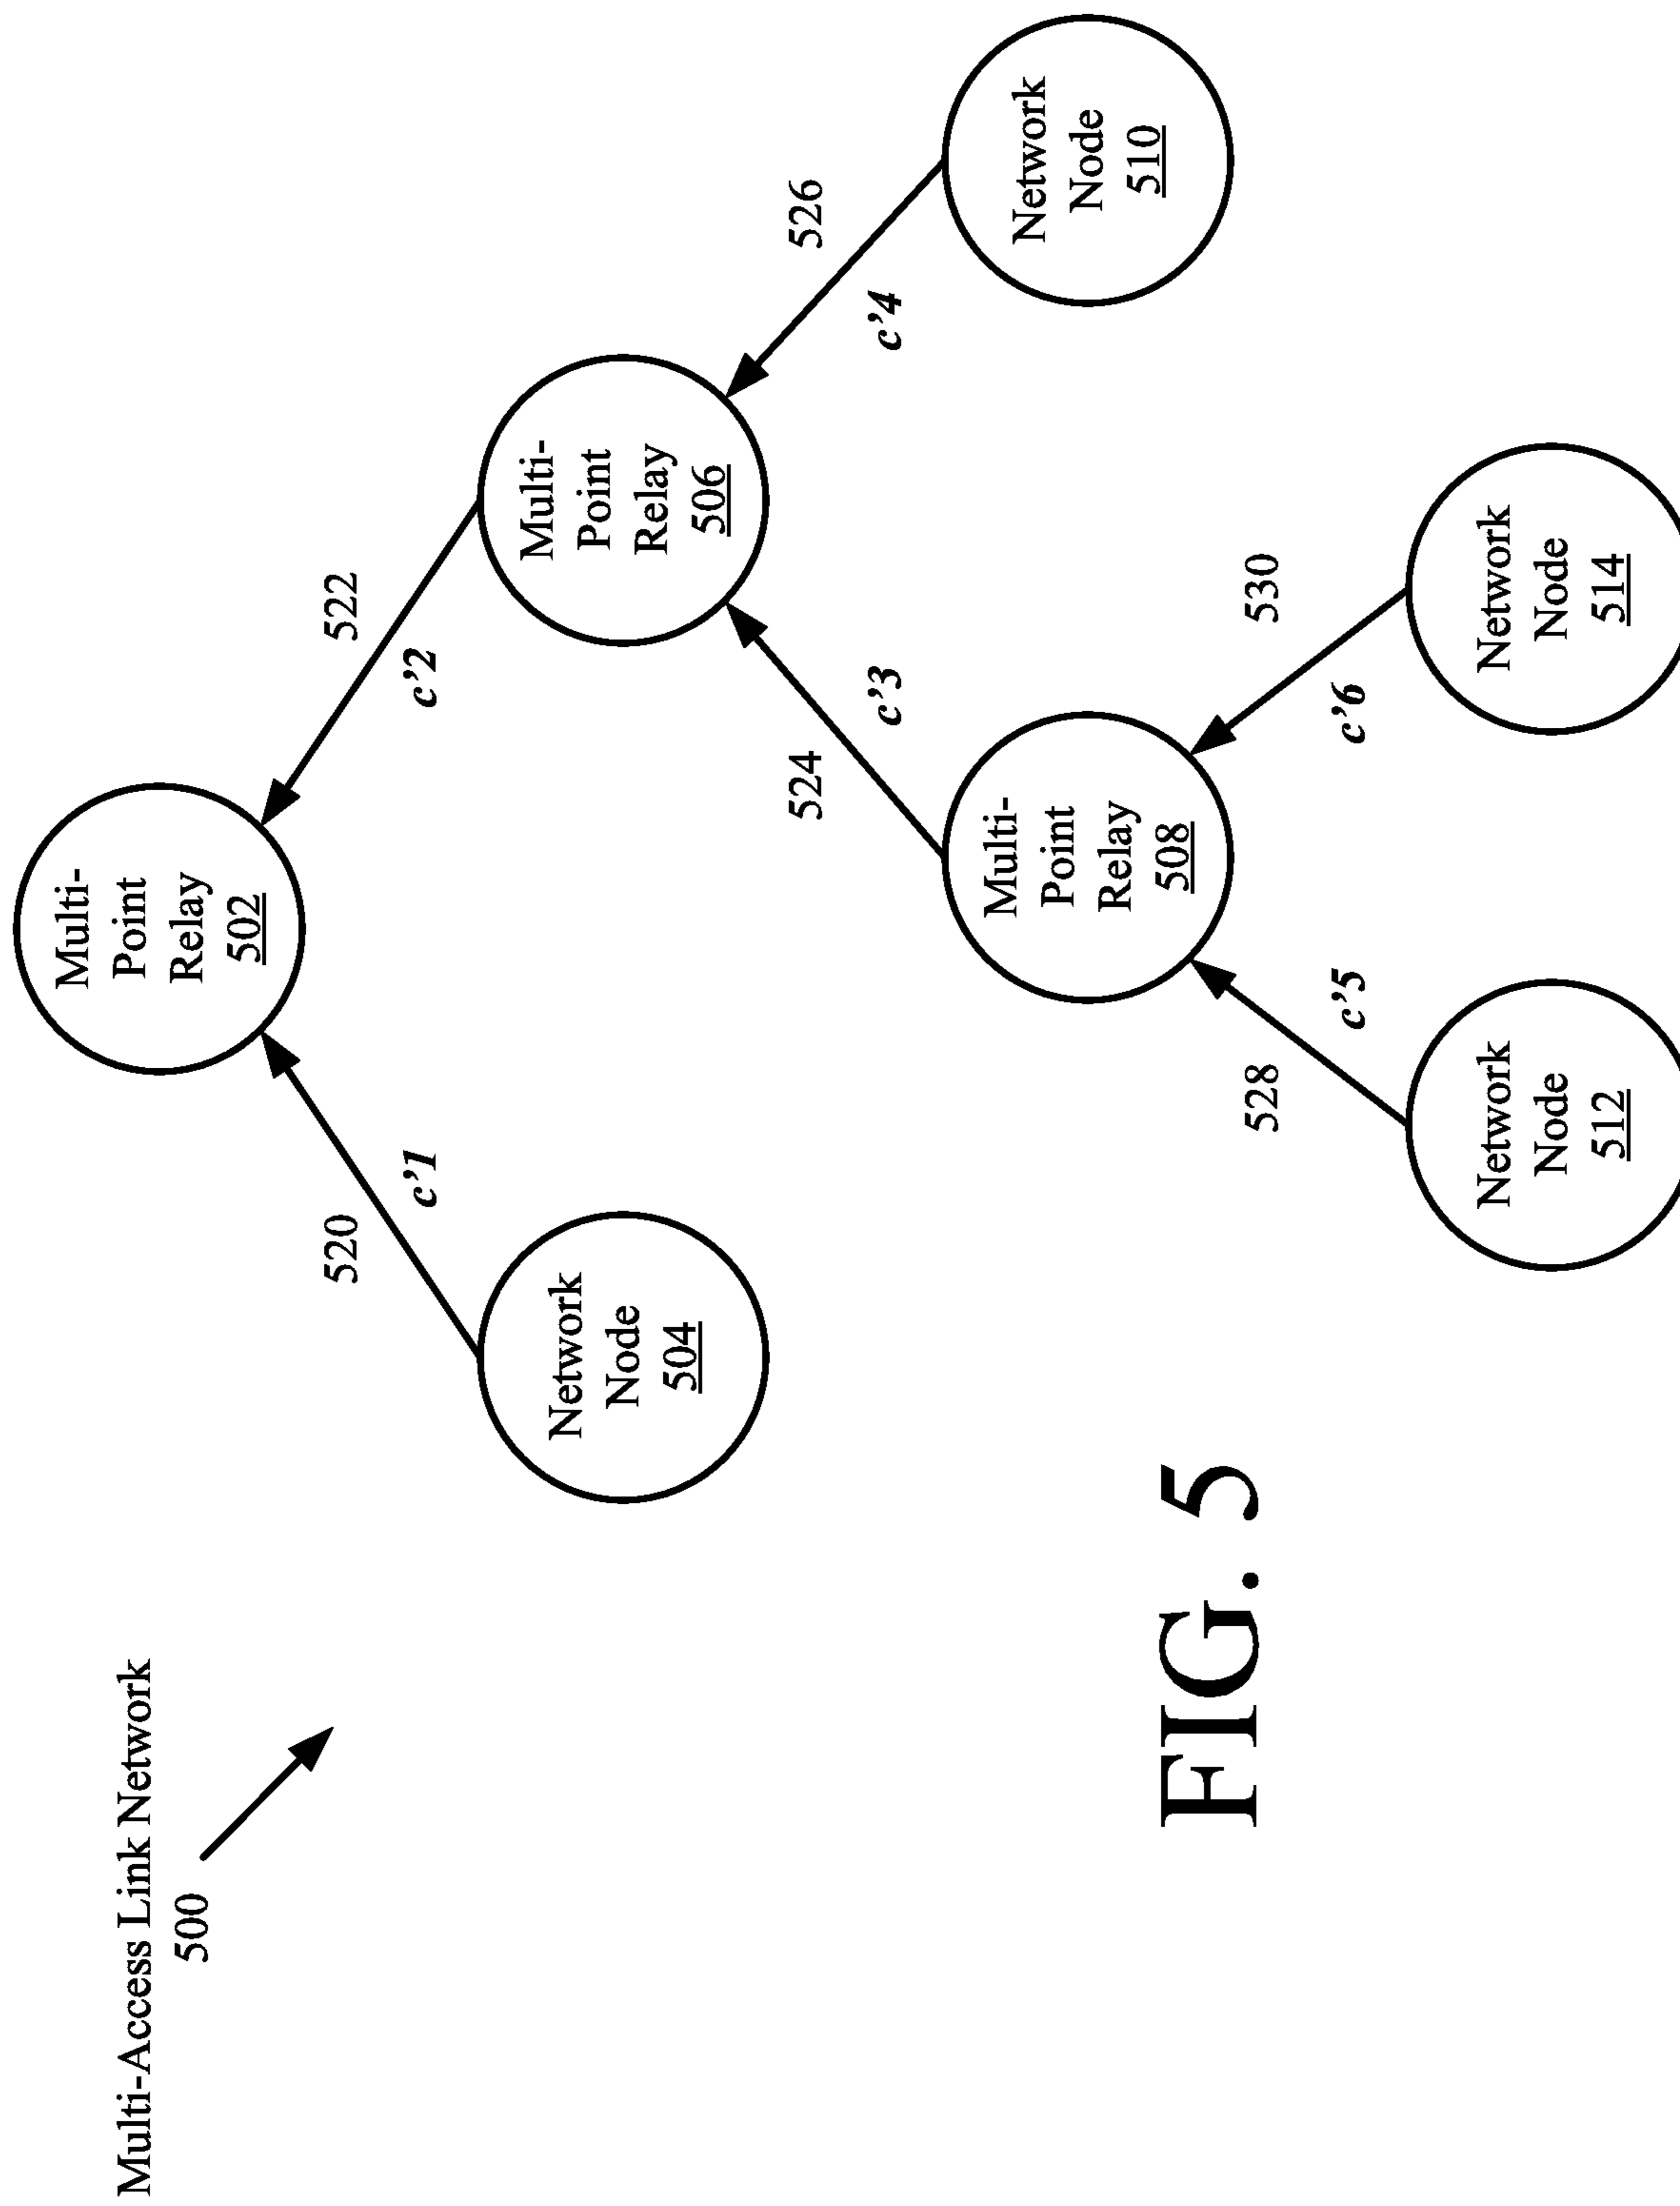 Multi-Access Link Network
500
Multi-
Point
Relay
502
520
c’1
522
c’2
Network
Node
504
Multi-
Point
Relay
506
524
c’3
526
c’4
Multi-
Point
Relay
508
Network
Node
510
528
c’5
530
c’6
Network
Node
512
Network
Node
514
FIG. 5